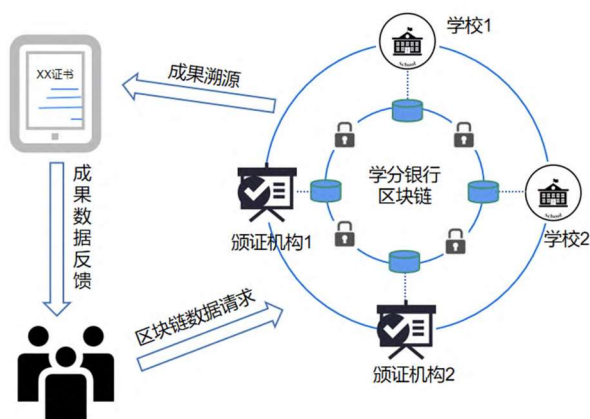 学校1
School
XX证书
成果溯源
学分银行
区块链
School
学校2
颁证机构1
成果数据反馈
区块链数据请求
颁证机构2